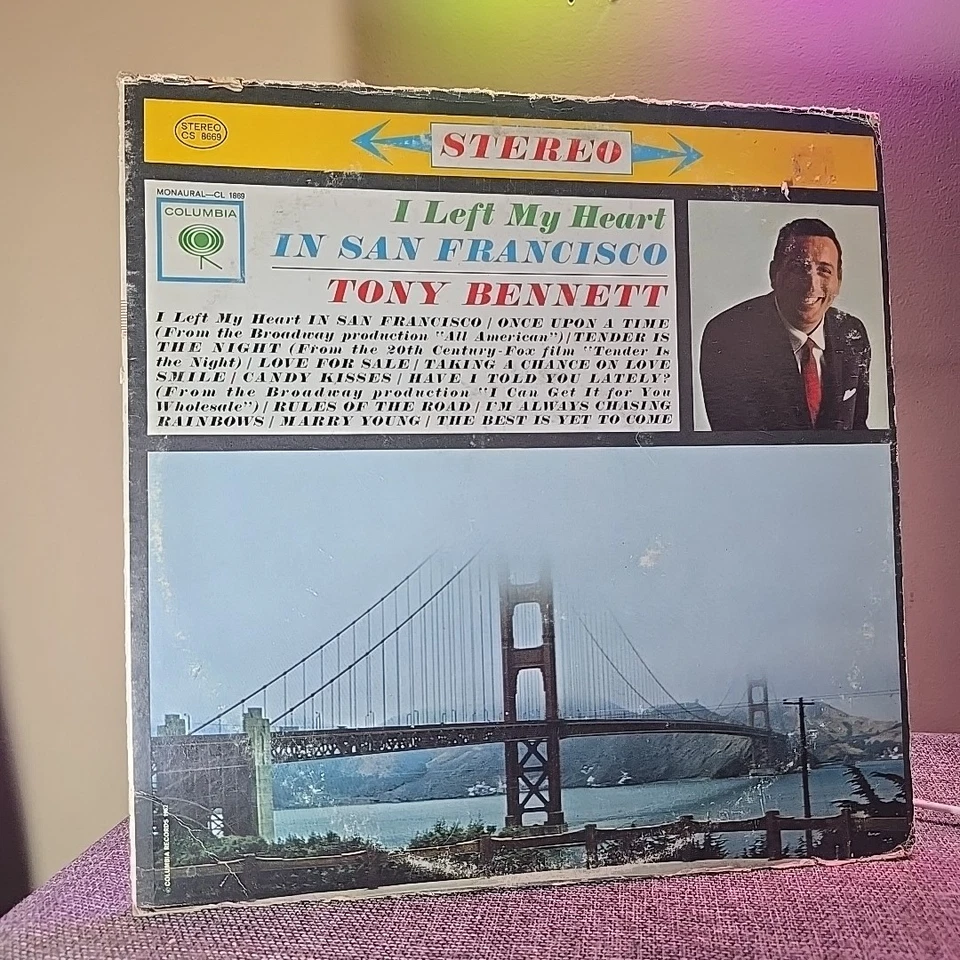 STEREO
CS 8669
STEREO
MONAURAL—CL 1869
COLUMBIA
I Left My Heart
IN SAN FRANCISCO
TONY BENNETT
I Left My Heart IN SAN FRANCISCO | ONCE UPON A TIME
(From the Broadway production "All American") | TENDER IS
THE NIGHT (From the 20th Century-Fox film "Tender Is
the Night) | LOVE FOR SALE | TAKING A CHANCE ON LOVE
SMILE | CANDY KISSES | HAVE I TOLD YOU LATELY?
(From the Broadway production "I Can Get It for You
Wholesale") | RULES OF THE ROAD | I'M ALWAYS CHASING
RAINBOWS | MARRY YOUNG | THE BEST IS YET TO COME
© COLUMBIA RECORDS 1962